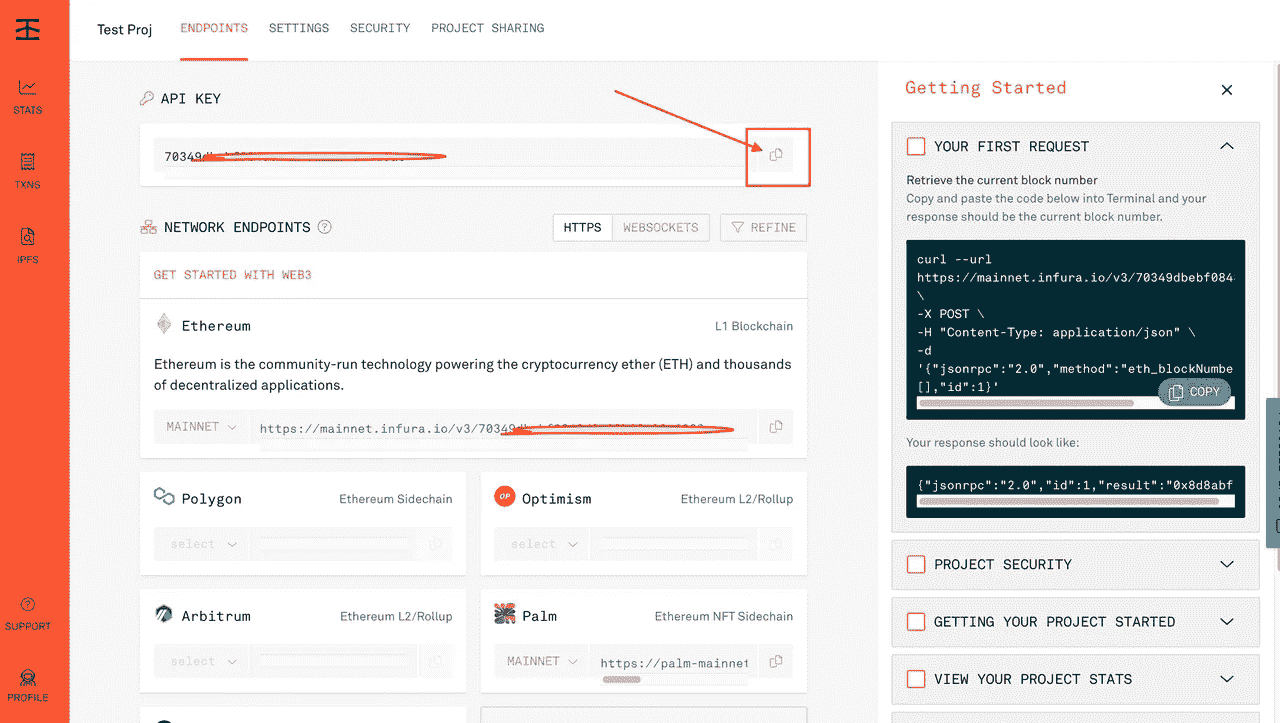 Test Proj
ENDPOINTS
SETTINGS
SECURITY
PROJECT SHARING
STATS
TXNS
IPFS
SUPPORT
PROFILE
API KEY
NETWORK ENDPOINTS
HTTPS
WEBSOCKETS
REFINE
GET STARTED WITH WEB3
Ethereum
L1 Blockchain
Ethereum is the community-run technology powering the cryptocurrency ether (ETH) and thousands
of decentralized applications.
MAINNET
https://mainnet.infura.io/v3/70349
Polygon
Ethereum Sidechain
select
OP
Optimism
Ethereum L2/Rollup
select
Arbitrum
Ethereum L2/Rollup
select
Palm
Ethereum NFT Sidechain
MAINNET
https://palm-mainnet
Getting Started
YOUR FIRST REQUEST
Retrieve the current block number
Copy and paste the code below into Terminal and your
response should be the current block number.
curl --url
https://mainnet.infura.io/v3/70349dbebf084
\
-X POST \
-H "Content-Type: application/json" \
-d
'{"jsonrpc":"2.0","method":"eth_blockNumbe
[],"id":1}'
COPY
Your response should look like:
{"jsonrpc":"2.0","id":1,"result":"0x8d8abf
PROJECT SECURITY
GETTING YOUR PROJECT STARTED
VIEW YOUR PROJECT STATS